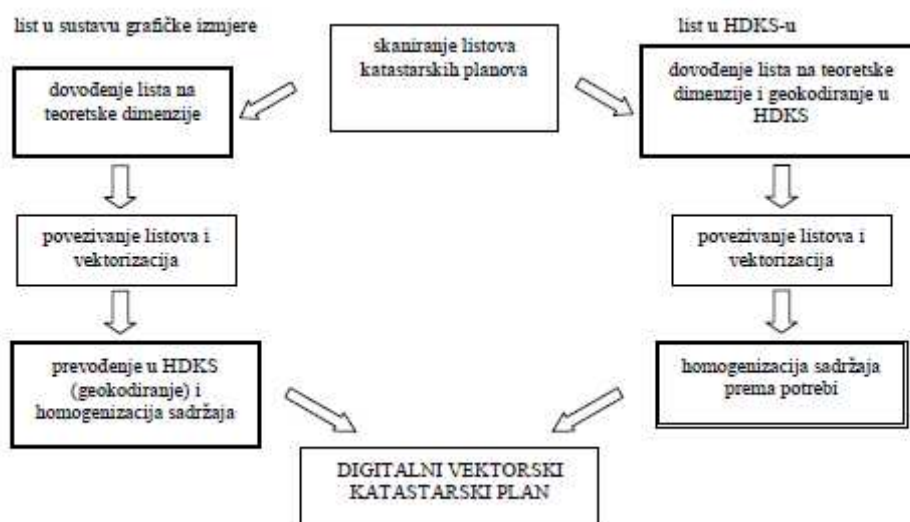 list u sustavu grafičke izmjere
skaniranje listova
katastarskih planova
list u HDKS-u
dovođenje lista na
teoretske dimenzije
dovođenje lista na teoretske
dimenzije i geokodiranje u
HDKS
povezivanje listova i
vektorizacija
povezivanje listova i
vektorizacija
prevođenje u HDKS
(geokodiranje) i
homogenizacija sadržaja
homogenizacija sadržaja
prema potrebi
DIGITALNI VEKTORSKI
KATASTARSKI PLAN